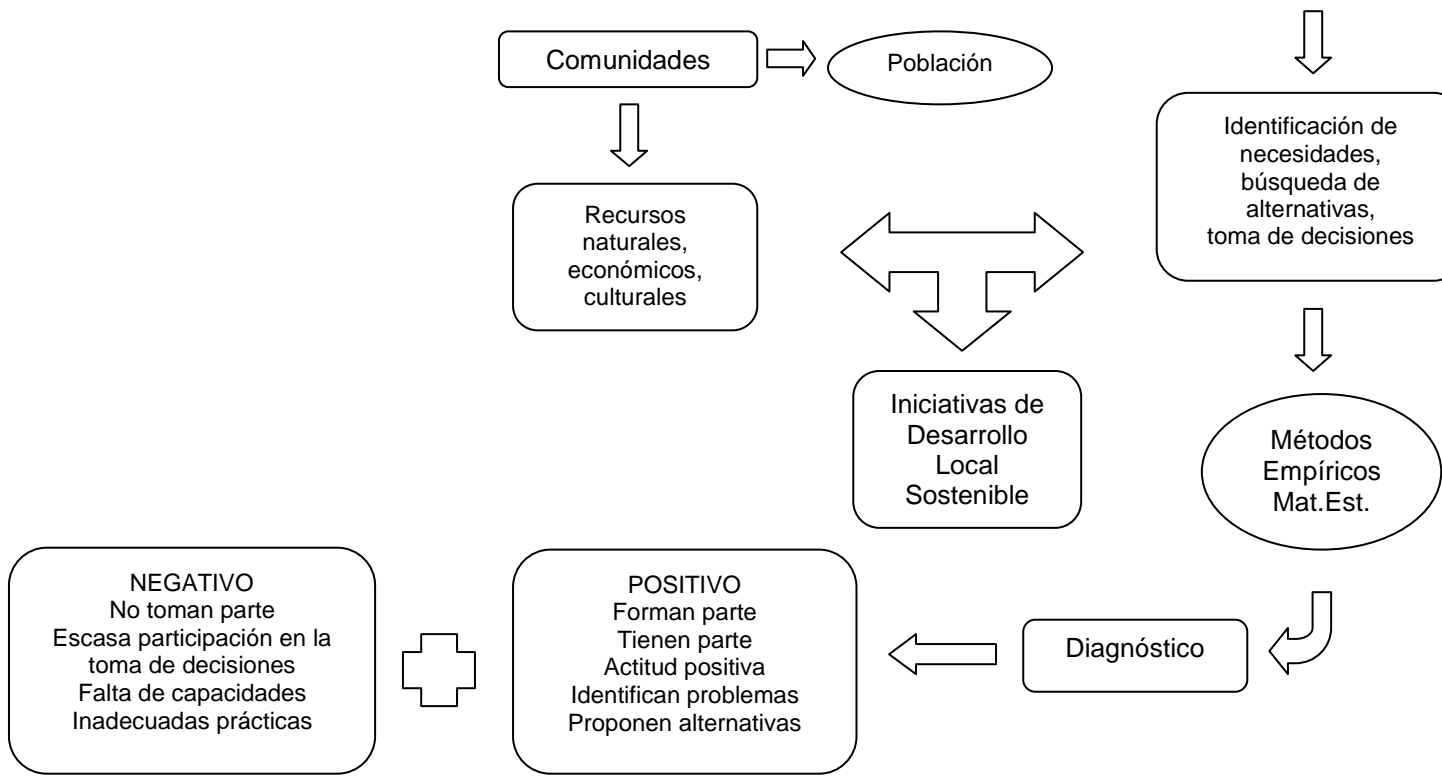 Comunidades
Población
Identificación de
necesidades,
búsqueda de
alternativas,
toma de decisiones
Recursos
naturales,
económicos,
culturales
Iniciativas de
Desarrollo
Local
Sostenible
Métodos
Empíricos
Mat.Est.
NEGATIVO
No toman parte
Escasa participación en la
toma de decisiones
Falta de capacidades
Inadecuadas prácticas
POSITIVO
Forman parte
Tienen parte
Actitud positiva
Identifican problemas
Proponen alternativas
Diagnóstico